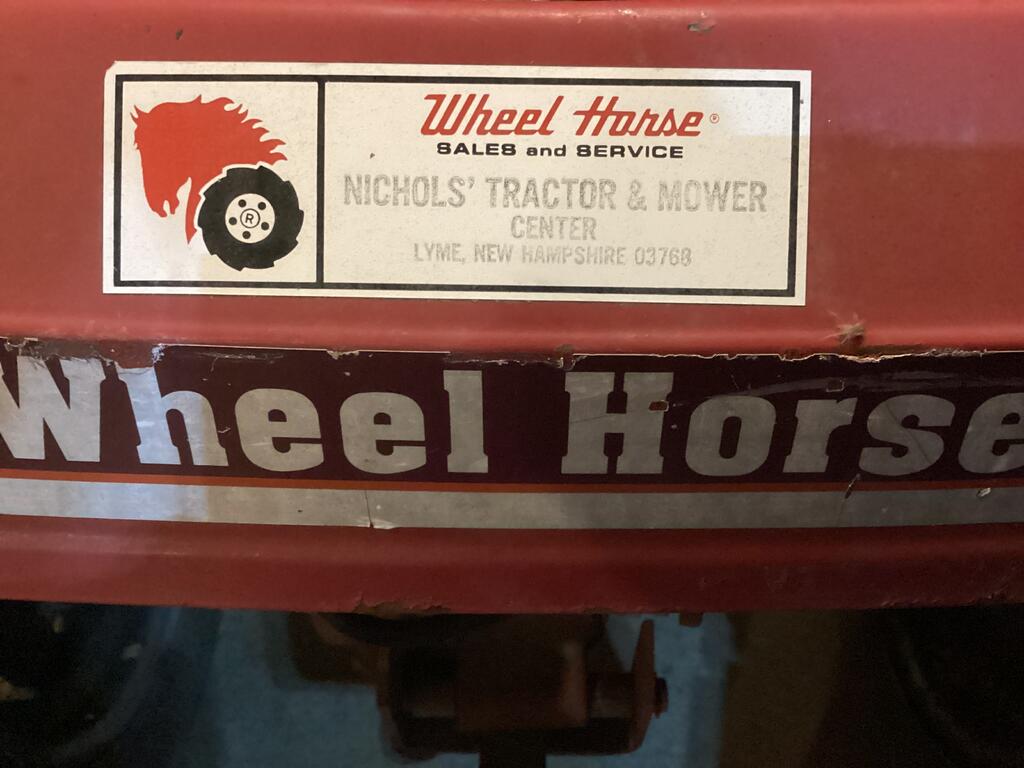 Wheel Horse®
SALES and SERVICE
NICHOLS' TRACTOR & MOWER
CENTER
LYME, NEW HAMPSHIRE 03768
R
Wheel Horse